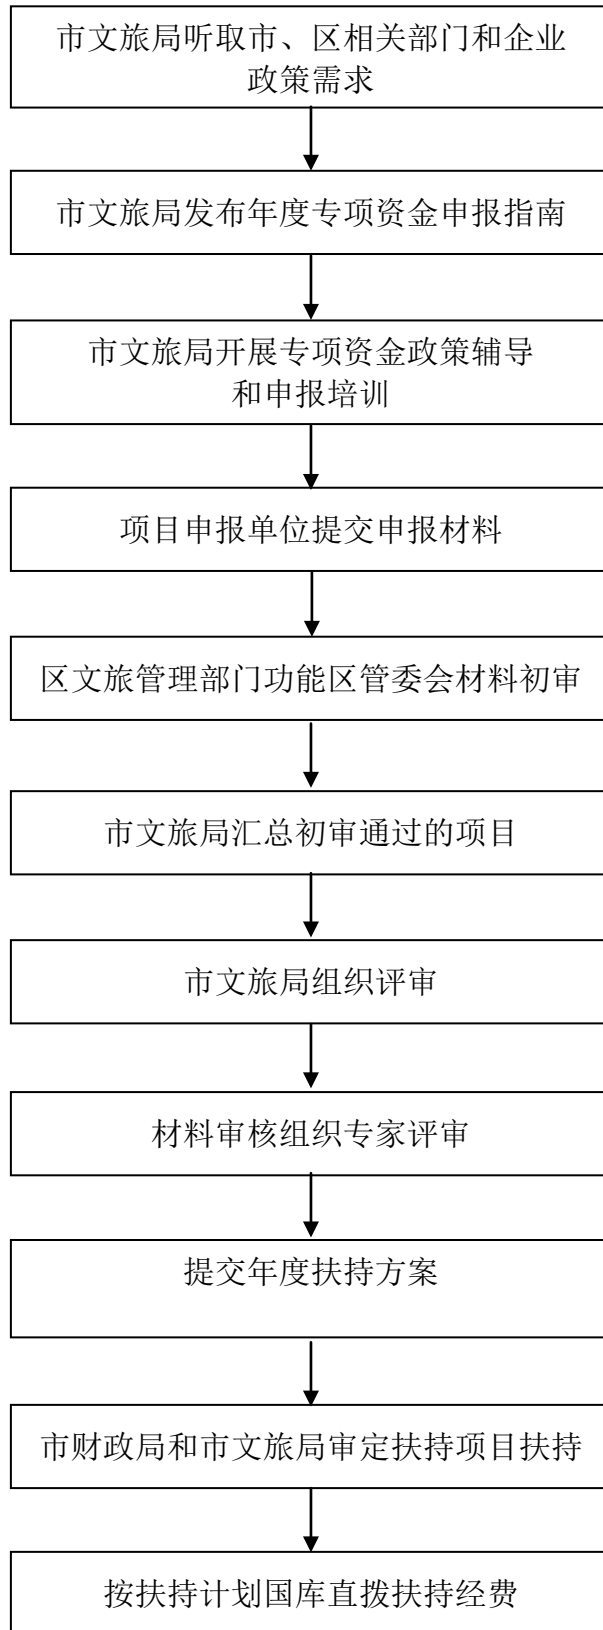 市文旅局听取市、区相关部门和企业
政策需求
市文旅局发布年度专项资金申报指南
市文旅局开展专项资金政策辅导
和申报培训
项目申报单位提交申报材料
区文旅管理部门功能区管委会材料初审
市文旅局汇总初审通过的项目
市文旅局组织评审
材料审核组织专家评审
提交年度扶持方案
市财政局和市文旅局审定扶持项目扶持
按扶持计划国库直拨扶持经费